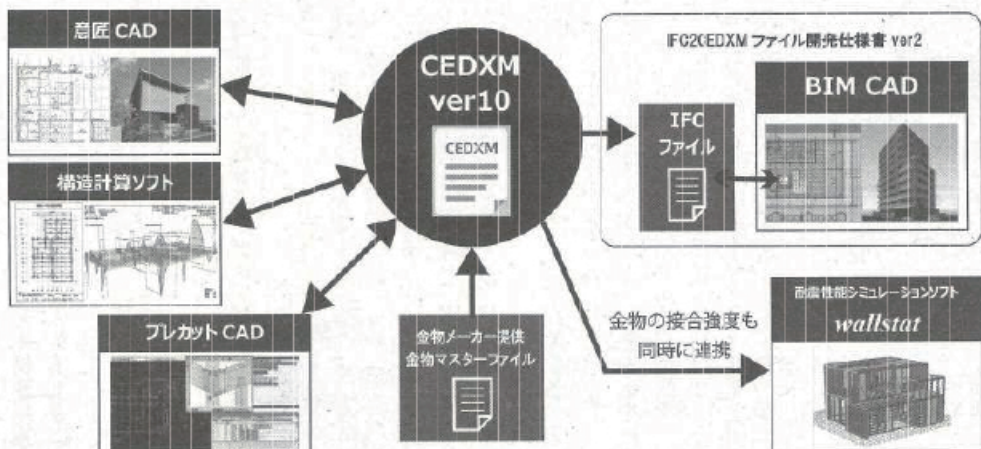 意匠 CAD
構造計算ソフト
プレカット CAD
CEDXM
ver10
CEDXM
金物メーカー提供
金物マスターファイル
IFC2CEDXM ファイル開発仕様書 ver2
IFC
ファイル
BIM CAD
金物の接合強度も
同時に連携
耐震性能シミュレーションソフト
wallstat